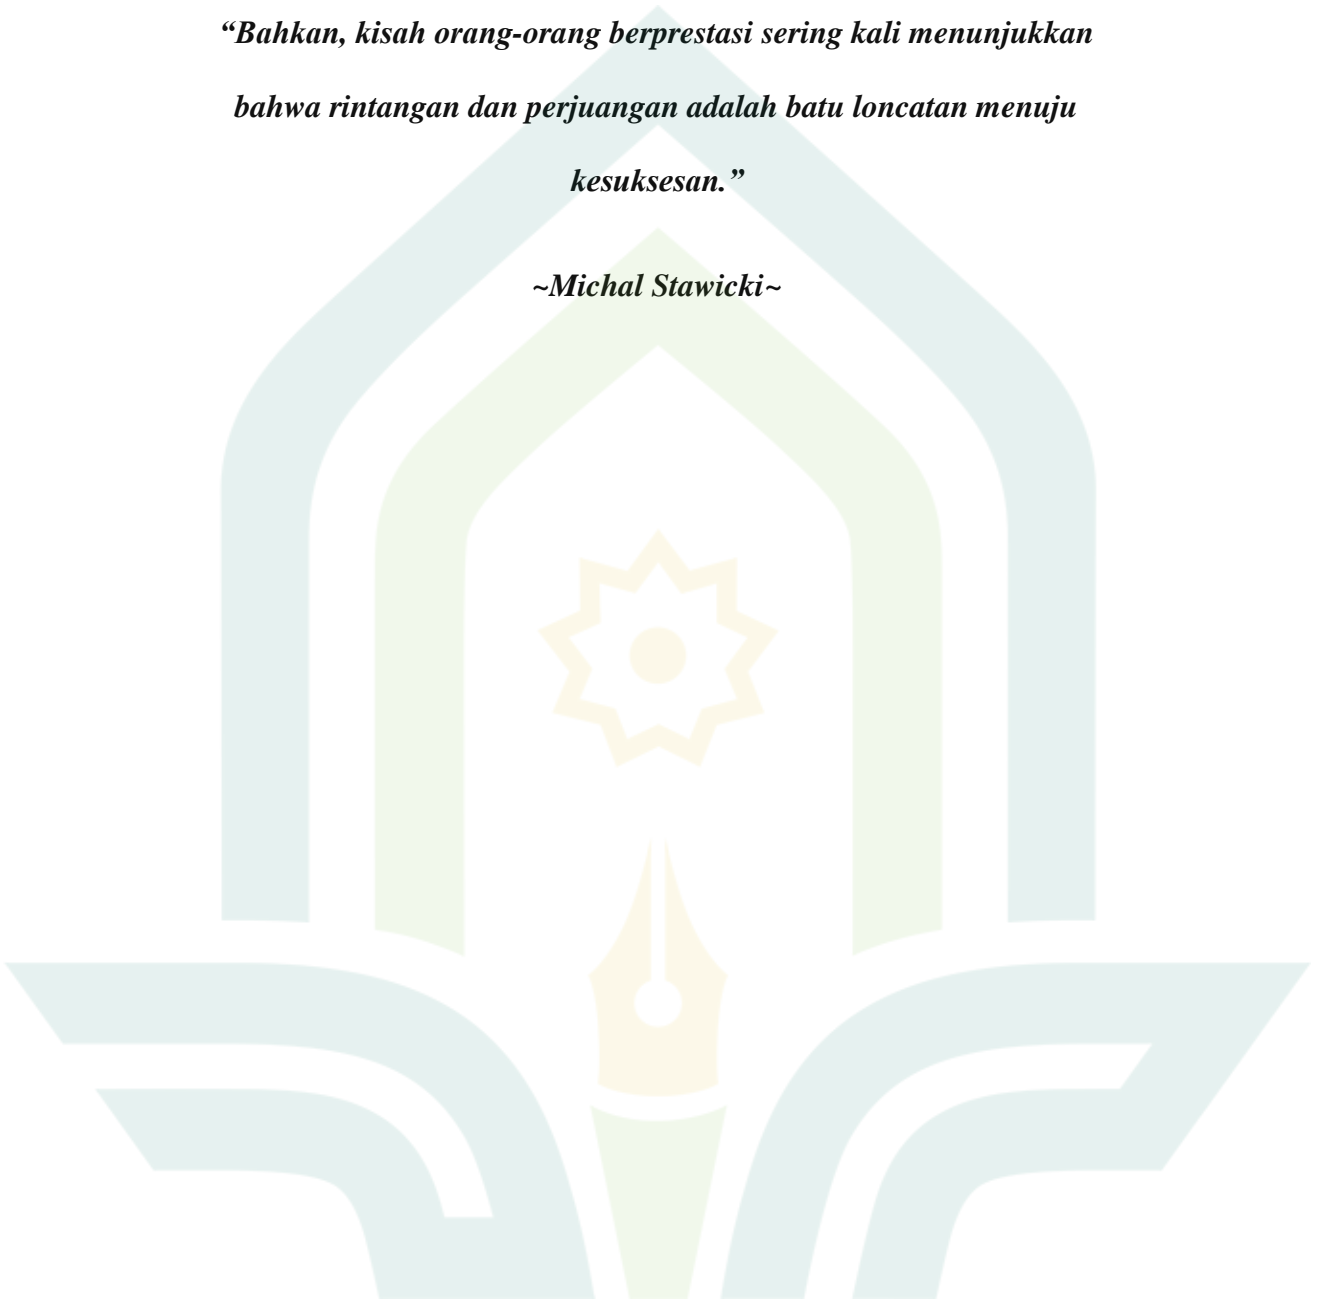 “Bahkan, kisah orang-orang berprestasi sering kali menunjukkan
bahwa rintangan dan perjuangan adalah batu loncatan menuju
kesuksesan.”
~Michal Stawicki~